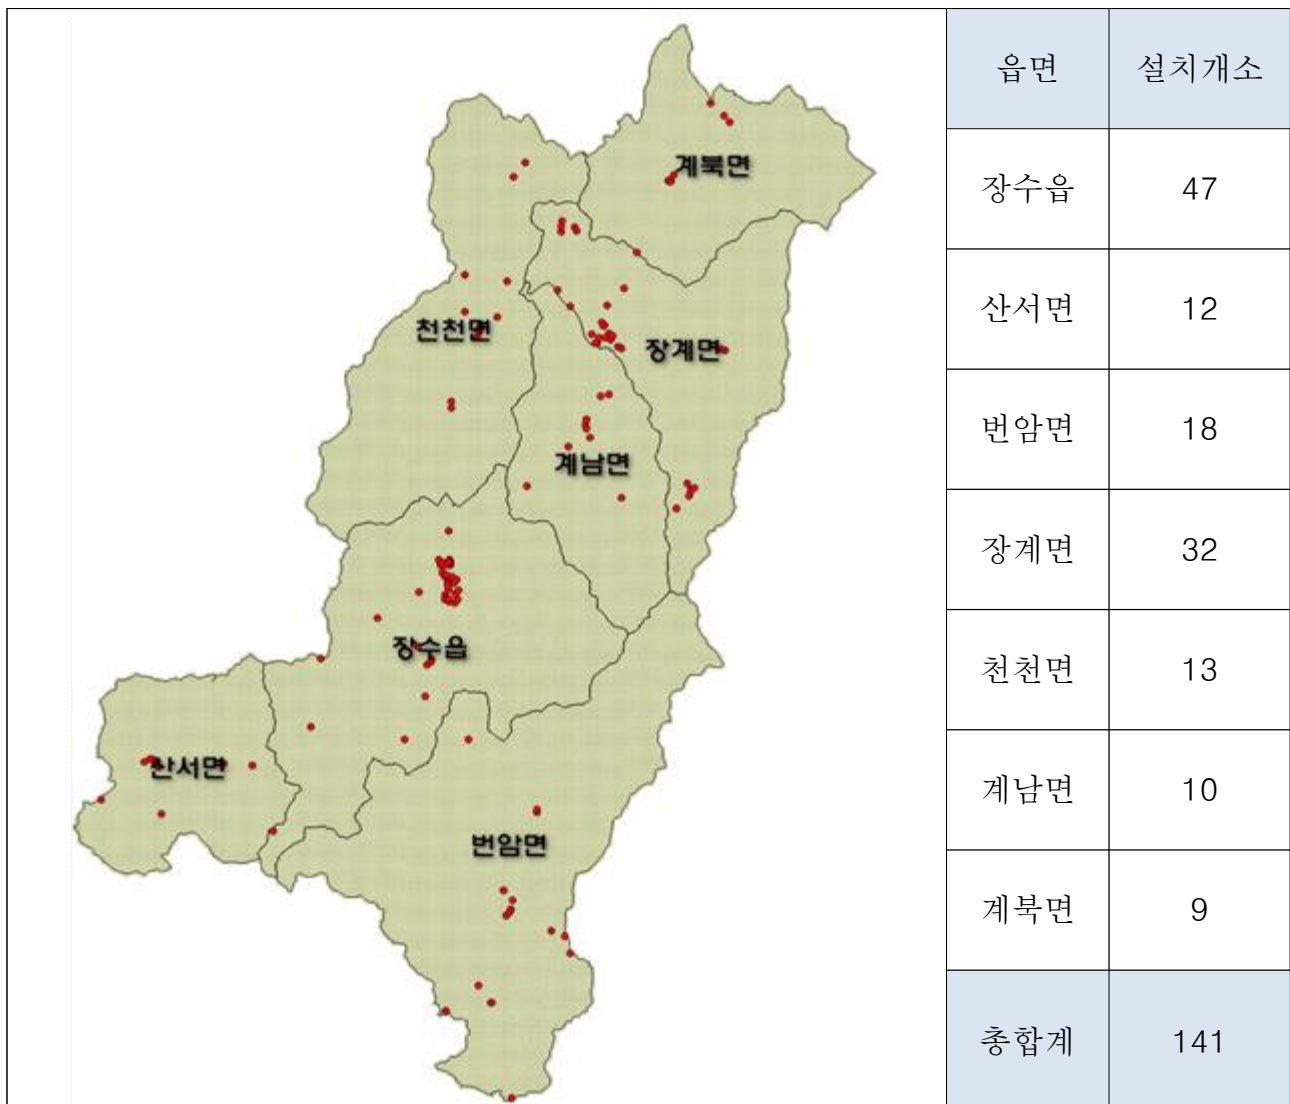 계북면
천천면
장계면
계남면
장수읍
산서면
번암면
읍면 설치개소
장수읍 47
산서면 12
번암면 18
장계면 32
천천면 13
계남면 10
계북면 9
총합계 141